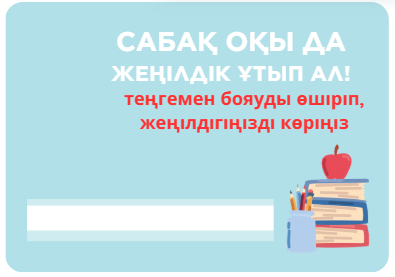 САБАҚ ОҚЫ ДА
ЖЕҢІЛДІК ҰТЫП АЛ!
теңгемен бояуды өшіріп,
жеңілдігіңізді көріңіз